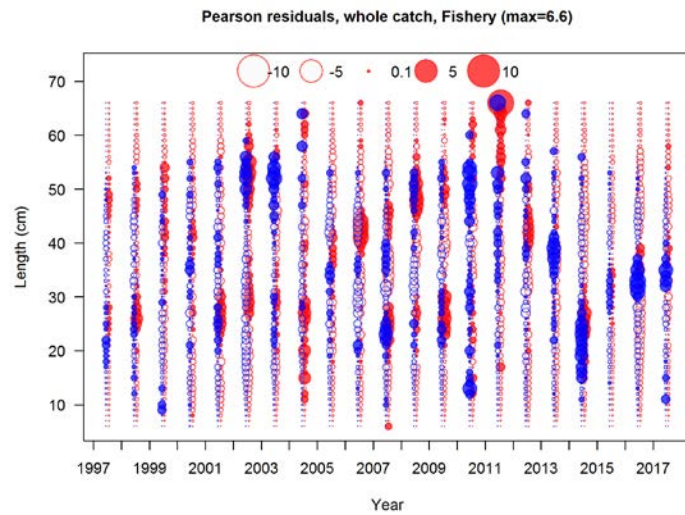 Pearson residuals, whole catch, Fishery (max=6.6)
-10 -5 0.1 5 10
70
60
50
40
30
20
10
Length (cm)
1997 1999 2001 2003 2005 2007 2009 2011 2013 2015 2017
Year